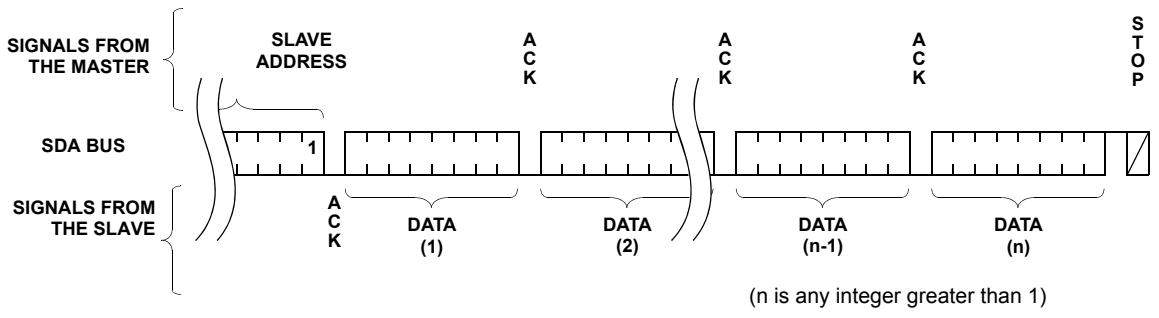 SIGNALS FROM
THE MASTER
SLAVE
ADDRESS
A
C
K
A
C
K
A
C
K
S
T
O
P
SDA BUS
1
SIGNALS FROM
THE SLAVE
A
C
K
DATA
(1)
DATA
(2)
DATA
(n-1)
DATA
(n)
(n is any integer greater than 1)